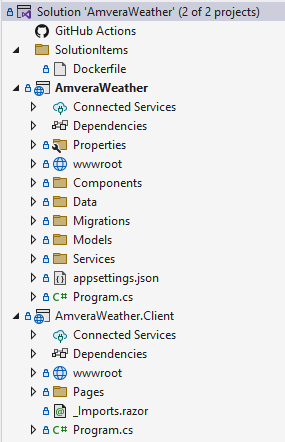 Solution 'AmveraWeather' (2 of 2 projects)
GitHub Actions
SolutionItems
Dockerfile
AmveraWeather
Connected Services
Dependencies
Properties
wwwroot
Components
Data
Migrations
Models
Services
appsettings.json
C# Program.cs
AmveraWeather.Client
Connected Services
Dependencies
wwwroot
Pages
_Imports.razor
C# Program.cs